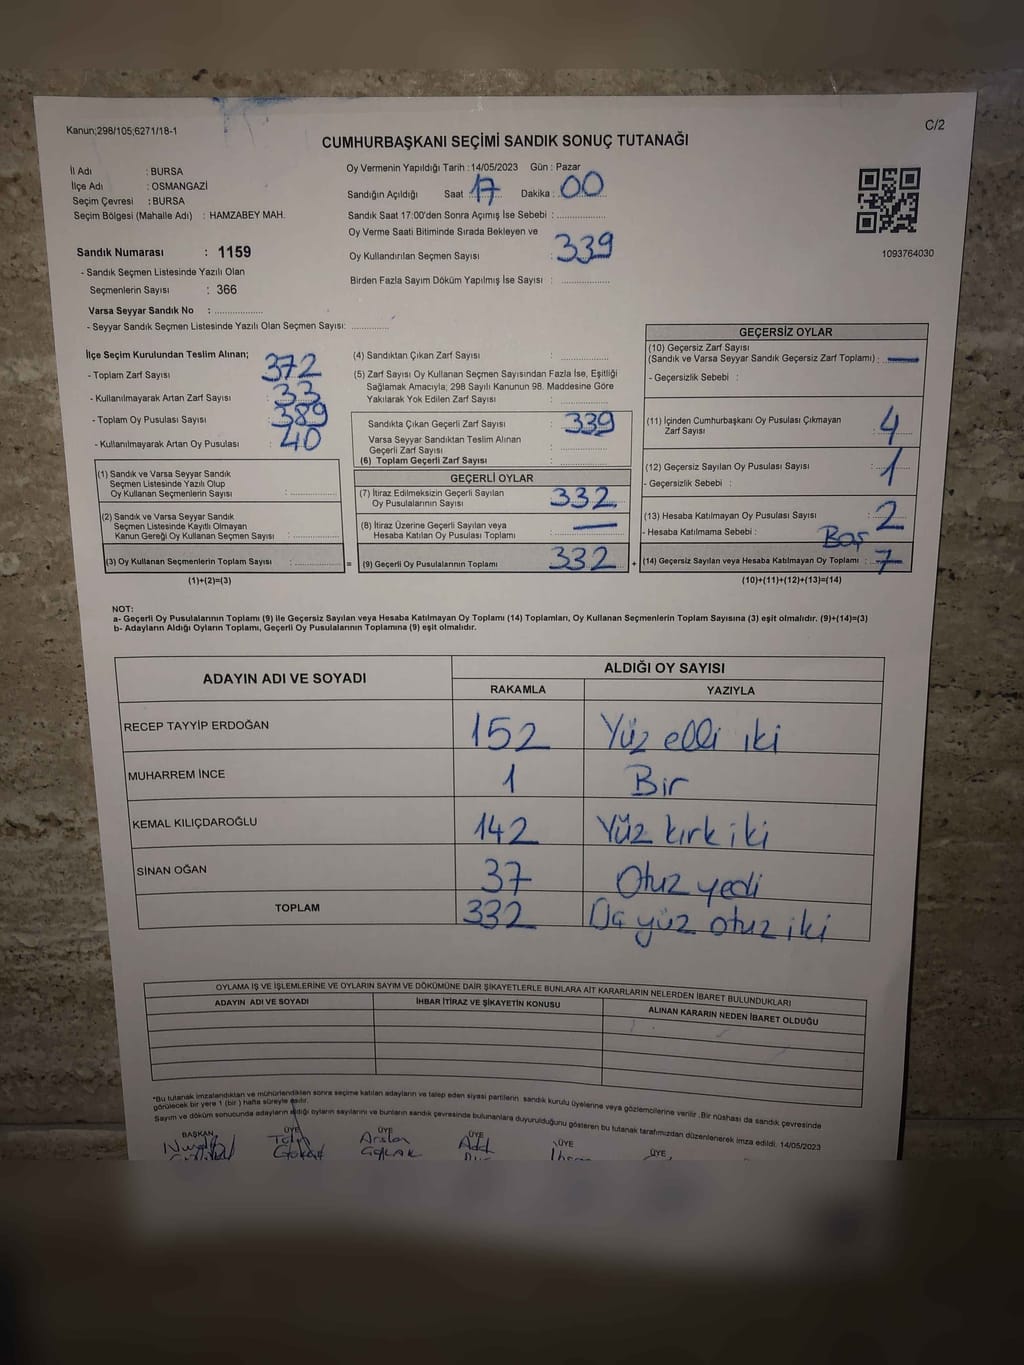 Kanun;298/105;6271/18-1
C/2
CUMHURBAŞKANI SEÇİMİ SANDIK SONUÇ TUTANAĞI
İl Adı : BURSA
İlçe Adı : OSMANGAZİ
Seçim Çevresi : BURSA
Seçim Bölgesi (Mahalle Adı) : HAMZABEY MAH.
Oy Vermenin Yapıldığı Tarih :14/05/2023 Gün : Pazar
Sandığın Açıldığı Saat 17 Dakika : 00
Sandık Saat 17:00'den Sonra Açımış İse Sebebi :
Oy Verme Saati Bitiminde Sırada Bekleyen ve
Oy Kullandırılan Seçmen Sayısı : 339
Birden Fazla Sayım Döküm Yapılmış İse Sayısı :
1093764030
Sandık Numarası : 1159
- Sandık Seçmen Listesinde Yazılı Olan
Seçmenlerin Sayısı : 366
Varsa Seyyar Sandık No :
- Seyyar Sandık Seçmen Listesinde Yazılı Olan Seçmen Sayısı:
İlçe Seçim Kurulundan Teslim Alınan;
- Toplam Zarf Sayısı : 372
- Kullanılmayarak Artan Zarf Sayısı : 33
- Toplam Oy Pusulası Sayısı : 389
- Kullanılmayarak Artan Oy Pusulası : 40
(1) Sandık ve Varsa Seyyar Sandık
Seçmen Listesinde Yazılı Olup
Oy Kullanan Seçmenlerin Sayısı :
(2) Sandık ve Varsa Seyyar Sandık
Seçmen Listesinde Kayıtlı Olmayan
Kanun Gereği Oy Kullanan Seçmen Sayısı :
(3) Oy Kullanan Seçmenlerin Toplam Sayısı :
(1)+(2)=(3)
(4) Sandıktan Çıkan Zarf Sayısı :
(5) Zarf Sayısı Oy Kullanan Seçmen Sayısından Fazla İse, Eşitliği
Sağlamak Amacıyla, 298 Sayılı Kanunun 98. Maddesine Göre
Yakılarak Yok Edilen Zarf Sayısı :
Sandıkta Çıkan Geçerli Zarf Sayısı : 339
Varsa Seyyar Sandıktan Teslim Alınan
Geçerli Zarf Sayısı :
(6) Toplam Geçerli Zarf Sayısı :
GEÇERLİ OYLAR
(7) İtiraz Edilmeksizin Geçerli Sayılan
Oy Pusulalarının Sayısı : 332
(8) İtiraz Üzerine Geçerli Sayılan veya
Hesaba Katılan Oy Pusulası Toplamı : —
= (9) Geçerli Oy Pusulalarının Toplamı : 332
GEÇERSİZ OYLAR
(10) Geçersiz Zarf Sayısı
(Sandık ve Varsa Seyyar Sandık Geçersiz Zarf Toplamı) : —
- Geçersizlik Sebebi :
(11) İçinden Cumhurbaşkanı Oy Pusulası Çıkmayan
Zarf Sayısı : 4
(12) Geçersiz Sayılan Oy Pusulası Sayısı : 1
- Geçersizlik Sebebi :
(13) Hesaba Katılmayan Oy Pusulası Sayısı : 2
- Hesaba Katılmama Sebebi : Boş
+ (14) Geçersiz Sayılan veya Hesaba Katılmayan Oy Toplamı : 7
(10)+(11)+(12)+(13)=(14)
NOT:
a- Geçerli Oy Pusulalarının Toplamı (9) ile Geçersiz Sayılan veya Hesaba Katılmayan Oy Toplamı (14) Toplamları, Oy Kullanan Seçmenlerin Toplam Sayısına (3) eşit olmalıdır. (9)+(14)=(3)
b- Adayların Aldığı Oyların Toplamı, Geçerli Oy Pusulalarının Toplamına (9) eşit olmalıdır.
ADAYIN ADI VE SOYADI
ALDIĞI OY SAYISI
RAKAMLA YAZIYLA
RECEP TAYYİP ERDOĞAN 152 Yüz elli iki
MUHARREM İNCE 1 Bir
KEMAL KILIÇDAROĞLU 142 Yüz kırk iki
SİNAN OĞAN 37 Otuz yedi
TOPLAM 332 Üç yüz otuz iki
OYLAMA İŞ VE İŞLEMLERİNE VE OYLARIN SAYIM VE DÖKÜMÜNE DAİR ŞİKAYETLERLE BUNLARA AİT KARARLARIN NELERDEN İBARET BULUNDUKLARI
ADAYIN ADI VE SOYADI İHBAR İTİRAZ VE ŞİKAYETİN KONUSU ALINAN KARARIN NEDEN İBARET OLDUĞU
*Bu tutanak imzalandıktan ve mühürlendikten sonra seçime katılan adayların ve talep eden siyasi partilerin sandık kurulu üyelerine veya gözlemcilerine verilir .Bir nüshası da sandık çevresinde
görülecek bir yere 1 (bir ) hafta süreyle asılır.
Sayım ve döküm sonucunda adayların aldığı oyların sayılarını ve bunların sandık çevresinde bulunanlara duyurulduğunu gösteren bu tutanak tarafımızdan düzenlenerek imza edildi. 14/05/2023
BAŞKAN ÜYE ÜYE ÜYE ÜYE ÜYE
Arslan